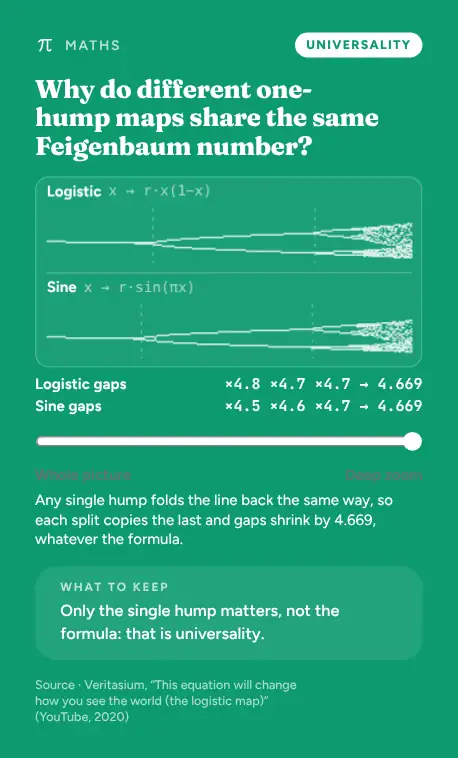 π MATHS
UNIVERSALITY
Why do different one-
hump maps share the same
Feigenbaum number?
Logistic x → r·x(1−x)
Sine x → r·sin(πx)
Logistic gaps ×4.8 ×4.7 ×4.7 → 4.669
Sine gaps ×4.5 ×4.6 ×4.7 → 4.669
Whole picture Deep zoom
Any single hump folds the line back the same way, so
each split copies the last and gaps shrink by 4.669,
whatever the formula.
WHAT TO KEEP
Only the single hump matters, not the
formula: that is universality.
Source · Veritasium, “This equation will change
how you see the world (the logistic map)”
(YouTube, 2020)